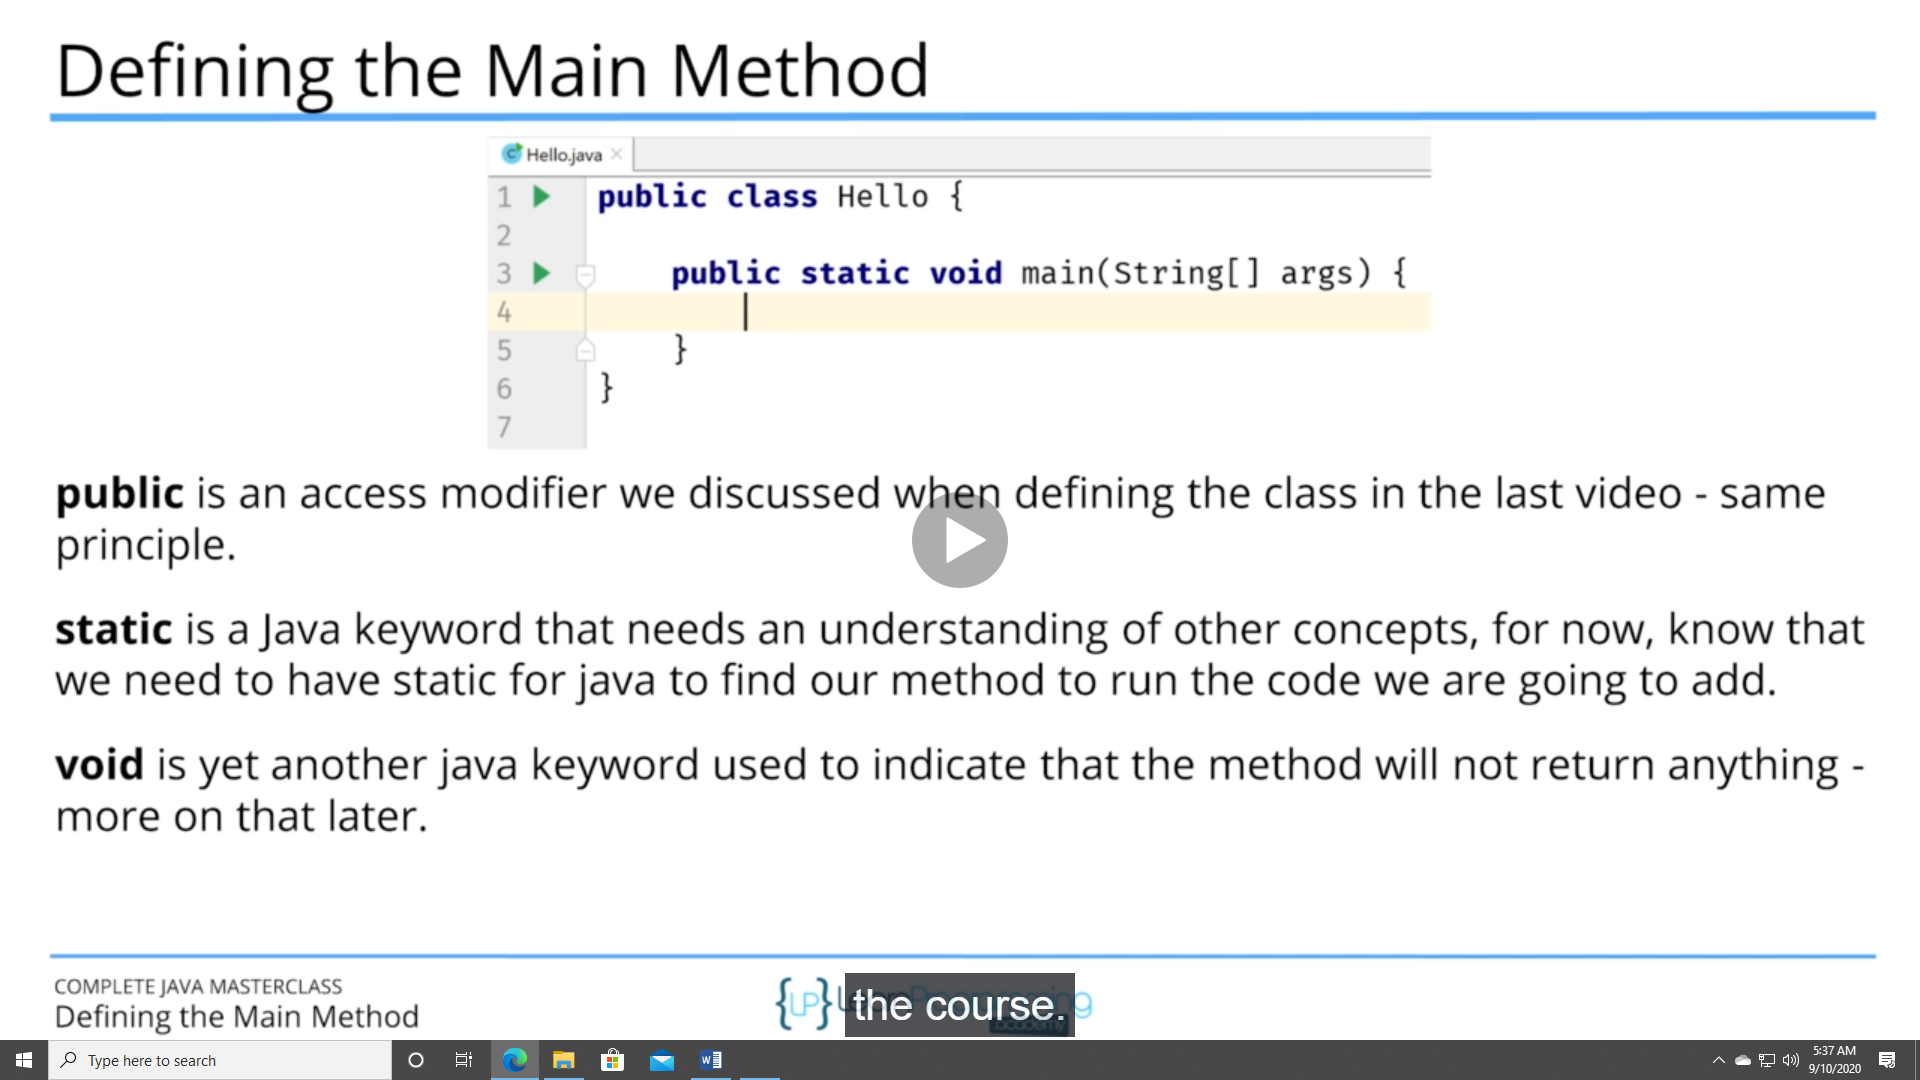 Defining the Main Method
Hello.java
1 public class Hello {
2
3 public static void main(String[] args) {
4
5 }
6 }
7
public is an access modifier we discussed when defining the class in the last video - same
principle.
static is a Java keyword that needs an understanding of other concepts, for now, know that
we need to have static for java to find our method to run the code we are going to add.
void is yet another java keyword used to indicate that the method will not return anything -
more on that later.
COMPLETE JAVA MASTERCLASS
Defining the Main Method
{LP}
the course.
academy
Type here to search
5:37 AM
9/10/2020